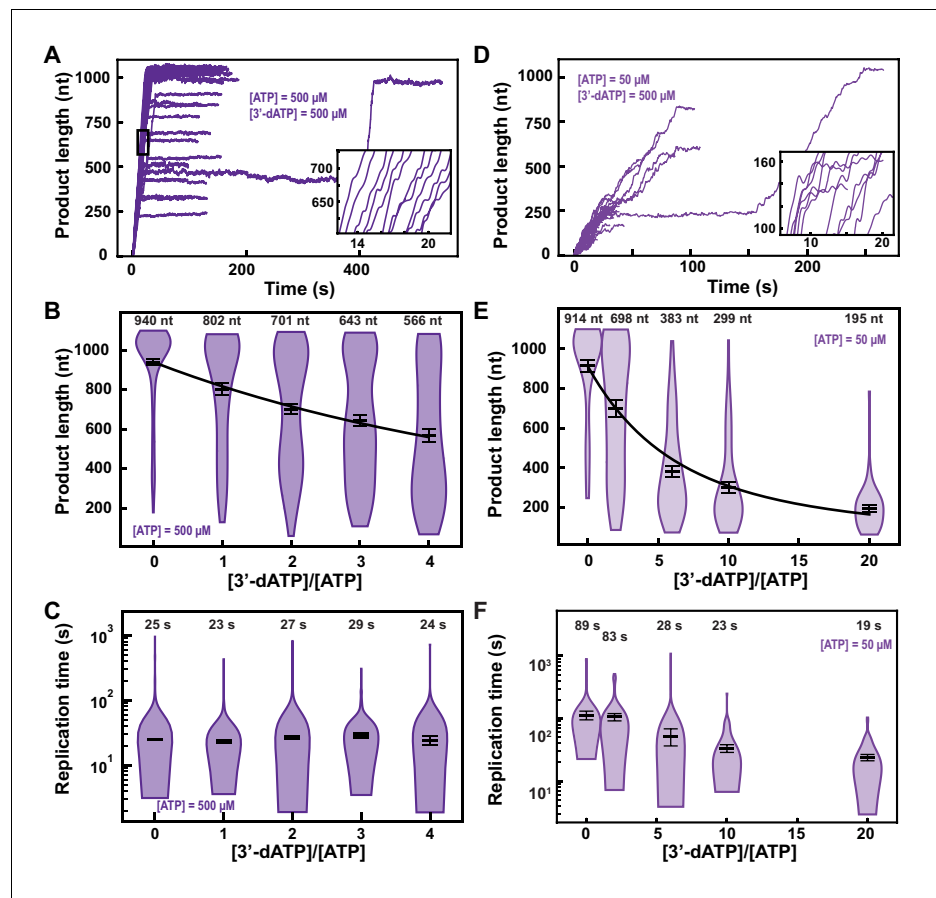 A
Product length (nt)
1000
750
500
250
0
[ATP] = 500 µM
[3'-dATP] = 500 µM
700
650
14
16
20
0
200
400
Time (s)
D
Product length (nt)
1000
750
500
250
0
[ATP] = 50 µM
[3'-dATP] = 500 µM
160
100
10
20
0
50
100
150
200
250
Time (s)
B
Product length (nt)
940 nt
802 nt
701 nt
643 nt
566 nt
1000
800
600
400
200
[ATP] = 500 µM
0
1
2
3
4
[3'-dATP]/[ATP]
E
Product length (nt)
914 nt
698 nt
383 nt
299 nt
195 nt
[ATP] = 50 µM
1000
800
600
400
200
0
5
10
15
20
[3'-dATP]/[ATP]
C
Replication time (s)
25 s
23 s
27 s
29 s
24 s
10³
10²
10¹
[ATP] = 500 µM
0
1
2
3
4
[3'-dATP]/[ATP]
F
Replication time (s)
89 s
83 s
28 s
23 s
19 s
[ATP] = 50 µM
10³
10²
10¹
0
5
10
15
20
[3'-dATP]/[ATP]